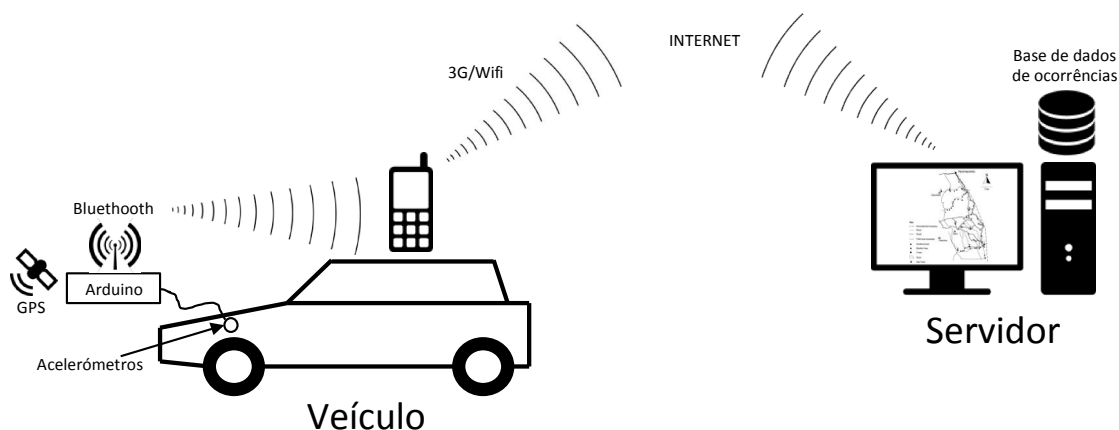 INTERNET
3G/Wifi
Base de dados
de ocorrências
Bluethooth
Arduino
GPS
Acelerómetros
Veículo
Servidor